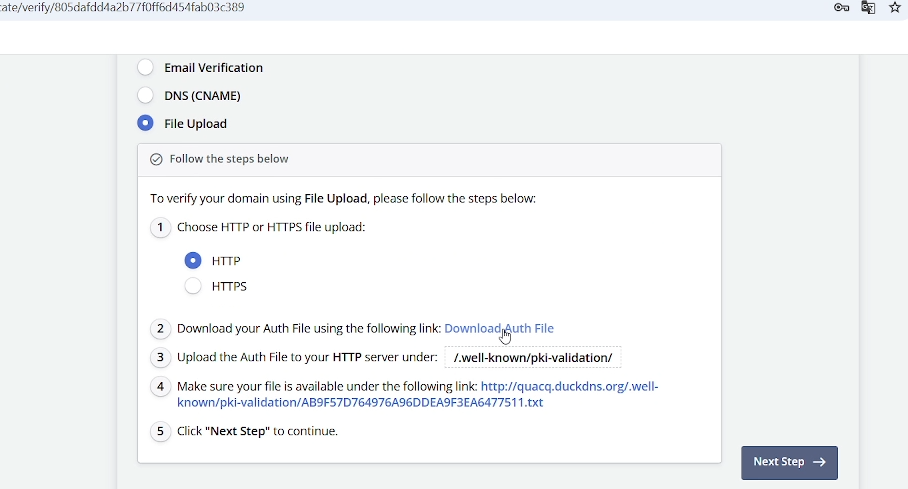 cate/verify/805dafdd4a2b77f0ff6d454fab03c389
Email Verification
DNS (CNAME)
File Upload
Follow the steps below
To verify your domain using File Upload, please follow the steps below:
1 Choose HTTP or HTTPS file upload:
HTTP
HTTPS
2 Download your Auth File using the following link: Download Auth File
3 Upload the Auth File to your HTTP server under: /.well-known/pki-validation/
4 Make sure your file is available under the following link: http://quacq.duckdns.org/.well-
known/pki-validation/AB9F57D764976A96DDEA9F3EA6477511.txt
5 Click "Next Step" to continue.
Next Step →